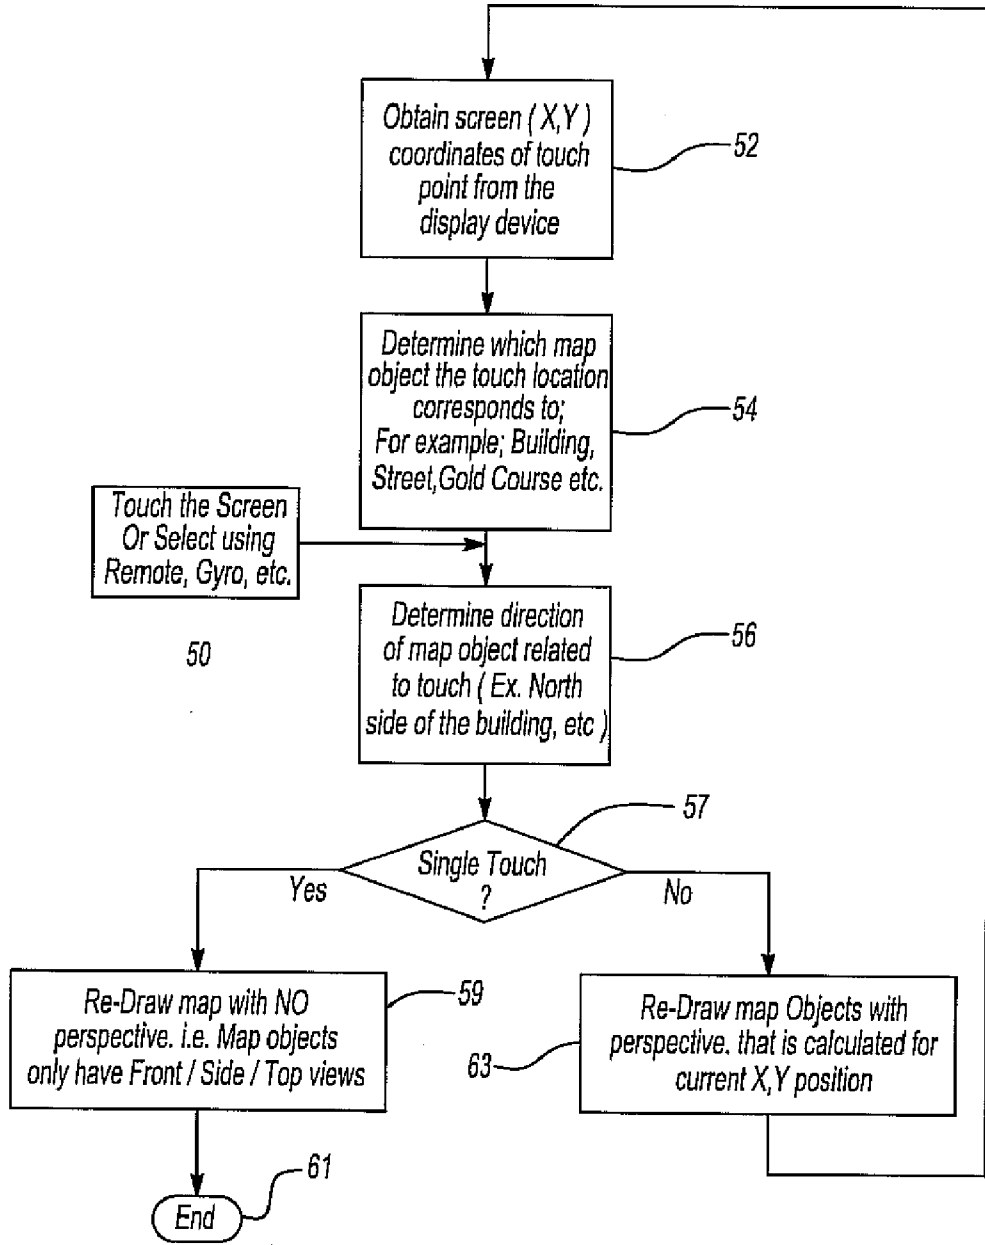 Obtain screen ( X,Y )
coordinates of touch
point from the
display device
52
Determine which map
object the touch location
corresponds to;
For example; Building,
Street,Gold Course etc.
54
Touch the Screen
Or Select using
Remote, Gyro, etc.
50
Determine direction
of map object related
to touch ( Ex. North
side of the building, etc )
56
57
Single Touch
?
Yes
No
Re-Draw map with NO
perspective. i.e. Map objects
only have Front / Side / Top views
59
Re-Draw map Objects with
perspective. that is calculated for
current X,Y position
63
End
61